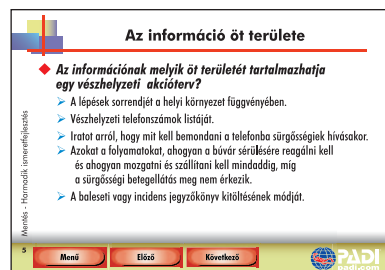 Az információ öt területe
Az információnak melyik öt területét tartalmazhatja
egy vészhelyzeti akcióterv?
A lépések sorrendjét a helyi környezet függvényében.
Vészhelyzeti telefonszámok listáját.
Iratot arról, hogy mit kell bemondani a telefonba sürgősségiek hívásakor.
Azokat a folyamatokat, ahogyan a búvár sérülésére reagálni kell
és ahogyan mozgatni és szállítani kell mindaddig, míg
a sürgősségi betegellátás meg nem érkezik.
A baleseti vagy incidens jegyzőkönyv kitöltésének módját.
Mentés - Harmadik ismeretfejlesztés
5
Menü
Előző
Következő
PADI
padi.com